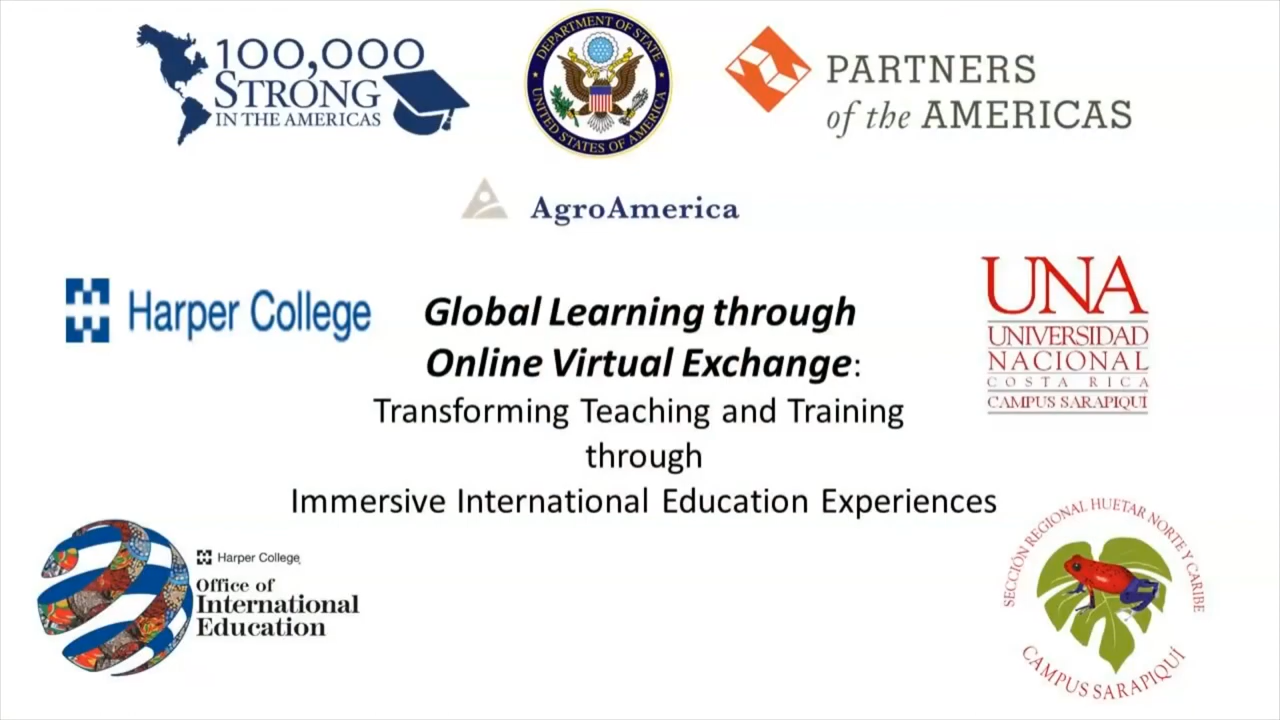 100,000
STRONG
IN THE AMERICAS
DEPARTMENT OF STATE
UNITED STATES OF AMERICA
PARTNERS
of the AMERICAS
AgroAmerica
Harper College
Global Learning through
Online Virtual Exchange:
Transforming Teaching and Training
through
Immersive International Education Experiences
UNA
UNIVERSIDAD
NACIONAL
COSTA RICA
CAMPUS SARAPIQUI
Harper College
Office of
International
Education
SECCIÓN REGIONAL HUETAR NORTE Y CARIBE
CAMPUS SARAPIQUÍ